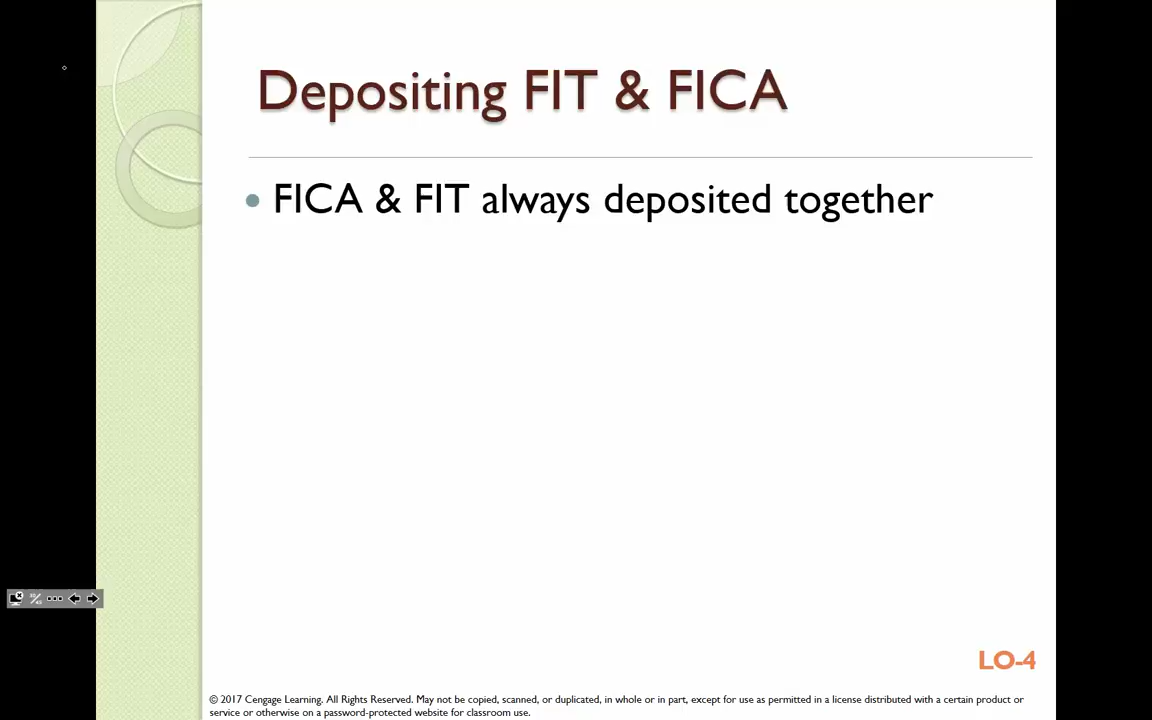 Depositing FIT & FICA
FICA & FIT always deposited together
LO-4
© 2017 Cengage Learning. All Rights Reserved. May not be copied, scanned, or duplicated, in whole or in part, except for use as permitted in a license distributed with a certain product or
service or otherwise on a password-protected website for classroom use.